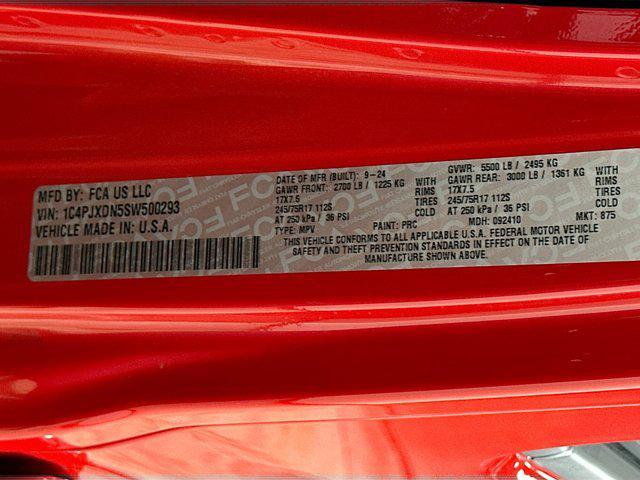 MFD BY: FCA US LLC
VIN: 1C4PJXDN5SW500293
VEHICLE MADE IN: U.S.A.
DATE OF MFR (BUILT): 9-24
GAWR FRONT: 2700 LB / 1225 KG
17X7.5
245/75R17 112S
AT 250 kPa / 36 PSI
TYPE: MPV
RIMS
TIRES
COLD
PAINT: PRC
GVWR: 5500 LB / 2495 KG
GAWR REAR: 3000 LB / 1361 KG
17X7.5
245/75R17 112S
AT 250 kPa / 36 PSI
MDH: 092410
RIMS
TIRES
COLD
MKT: 875
THIS VEHICLE CONFORMS TO ALL APPLICABLE U.S.A. FEDERAL MOTOR VEHICLE
SAFETY AND THEFT PREVENTION STANDARDS IN EFFECT ON THE DATE OF
MANUFACTURE SHOWN ABOVE.